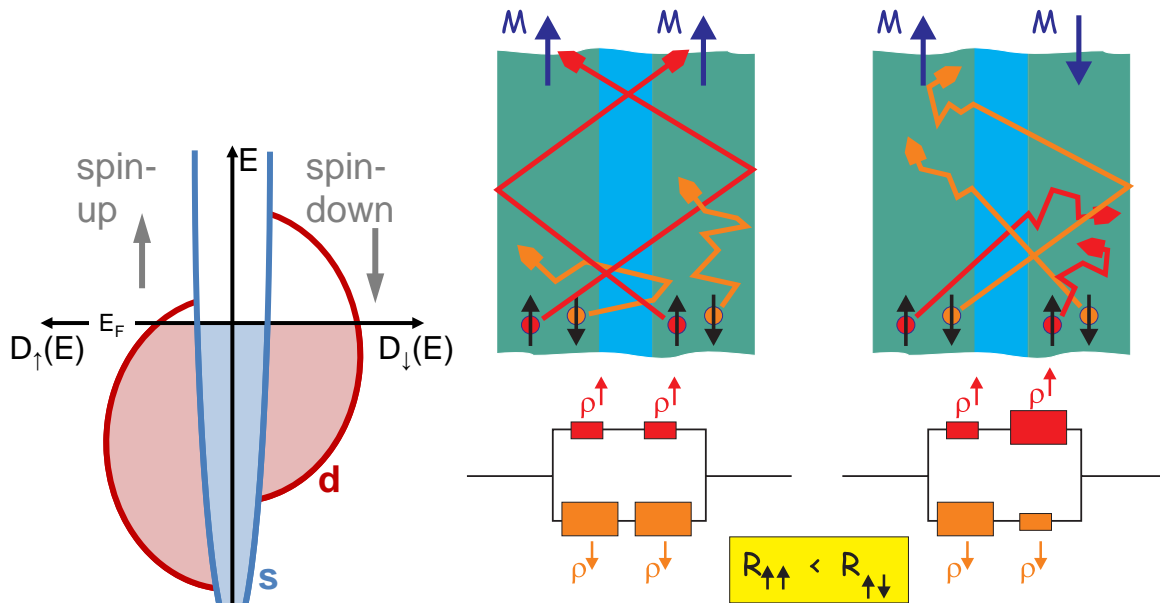 spin-
up
E
spin-
down
E_F
D↑(E)
D↓(E)
d
s
M M
M M
ρ↑ ρ↑
ρ↑ ρ↑
ρ↓ ρ↓
ρ↓ ρ↓
R↑↑ < R↑↓